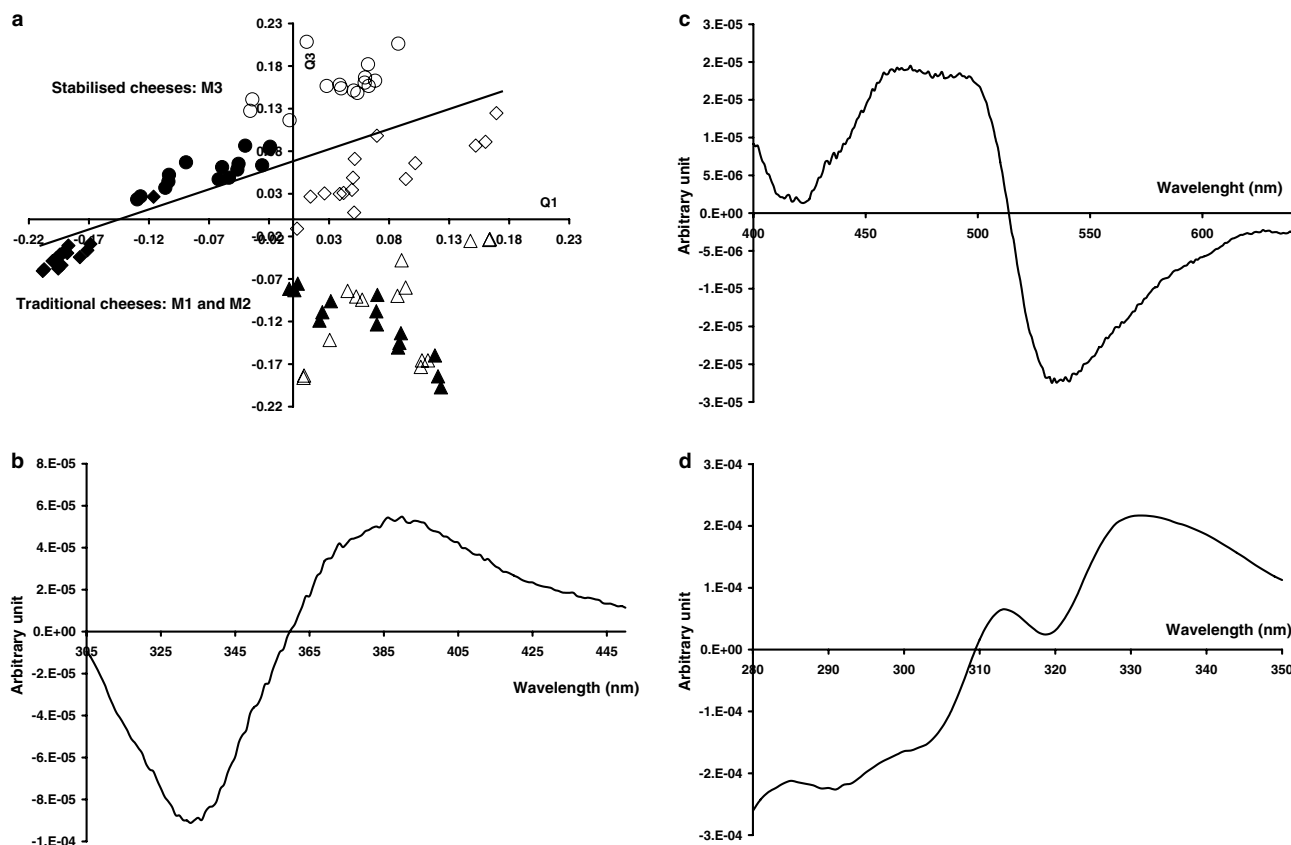 a
0.23
Q3
Stabilised cheeses: M3
0.18
0.13
0.08
0.03
Q1
-0.22 -0.17 -0.12 -0.07 -0.02 0.03 0.08 0.13 0.18 0.23
-0.02
-0.07
Traditional cheeses: M1 and M2
-0.12
-0.17
-0.22
b
8.E-05
6.E-05
4.E-05
2.E-05
0.E+00
305 325 345 365 385 405 425 445
-2.E-05
-4.E-05
-6.E-05
-8.E-05
-1.E-04
Arbitrary unit
Wavelength (nm)
c
3.E-05
2.E-05
1.E-05
5.E-06
0.E+00
400 450 500 550 600
-5.E-06
-1.E-05
-2.E-05
-2.E-05
-3.E-05
Arbitrary unit
Wavelenght (nm)
d
3.E-04
2.E-04
1.E-04
0.E+00
280 290 300 310 320 330 340 350
-1.E-04
-2.E-04
-3.E-04
Arbitrary unit
Wavelength (nm)